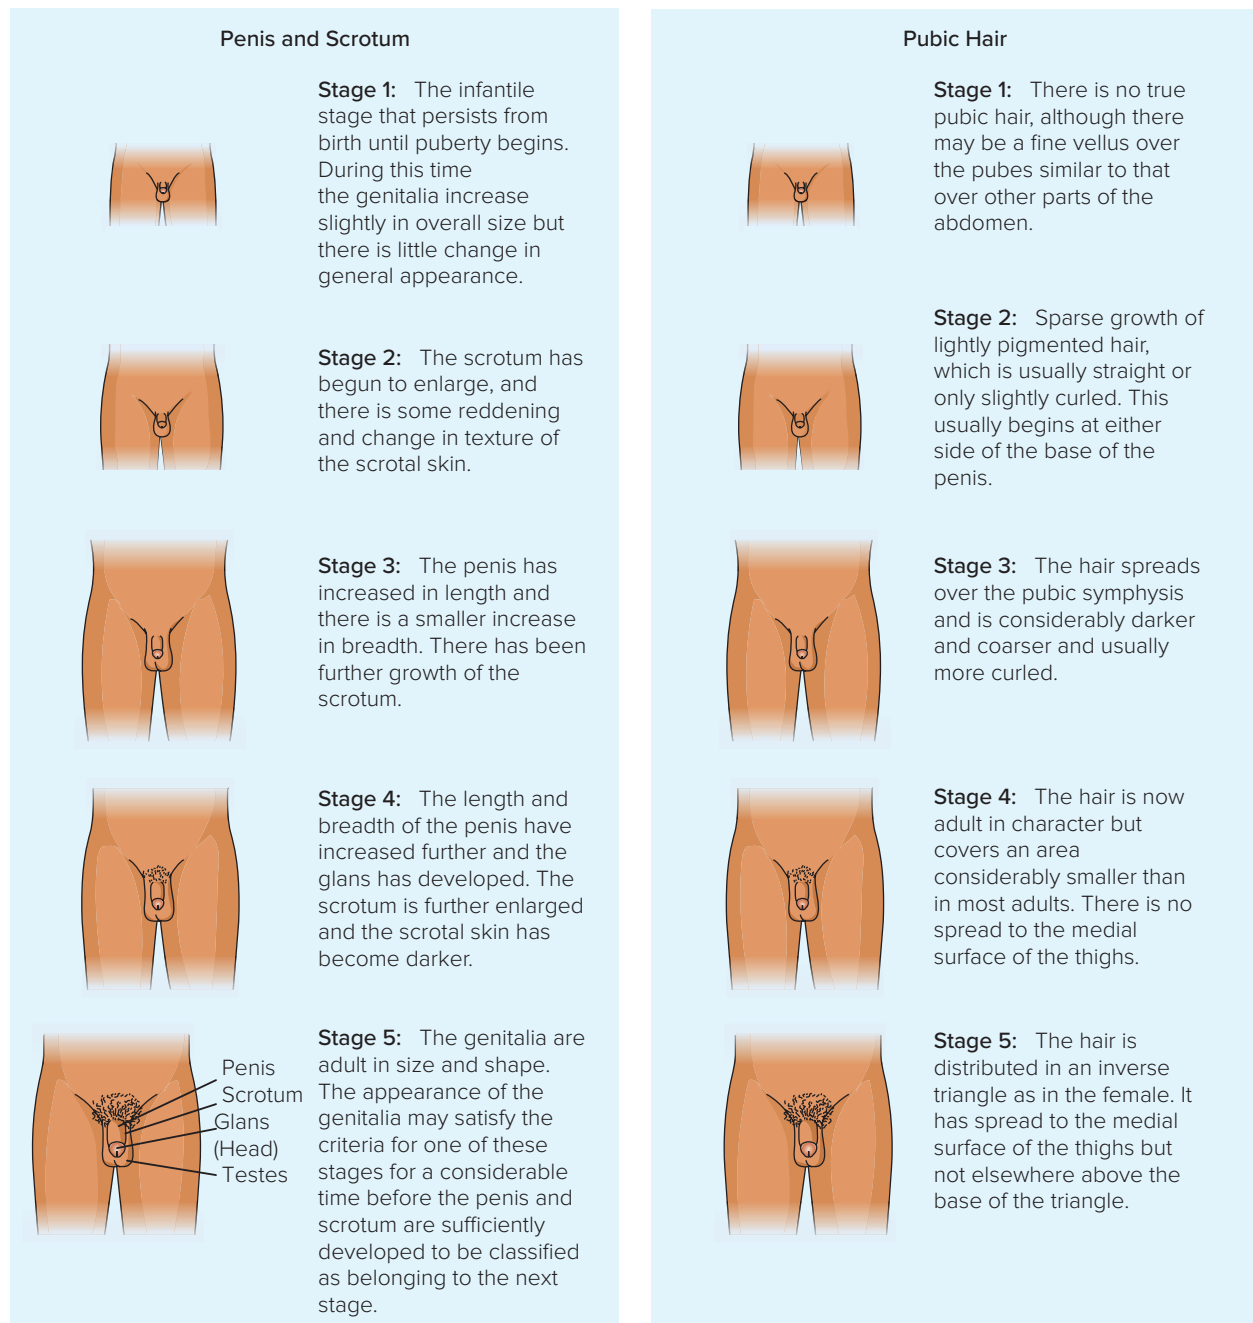 Penis and Scrotum
Stage 1: The infantile
stage that persists from
birth until puberty begins.
During this time
the genitalia increase
slightly in overall size but
there is little change in
general appearance.
Stage 2: The scrotum has
begun to enlarge, and
there is some reddening
and change in texture of
the scrotal skin.
Stage 3: The penis has
increased in length and
there is a smaller increase
in breadth. There has been
further growth of the
scrotum.
Stage 4: The length and
breadth of the penis have
increased further and the
glans has developed. The
scrotum is further enlarged
and the scrotal skin has
become darker.
Penis
Scrotum
Glans
(Head)
Testes
Stage 5: The genitalia are
adult in size and shape.
The appearance of the
genitalia may satisfy the
criteria for one of these
stages for a considerable
time before the penis and
scrotum are sufficiently
developed to be classified
as belonging to the next
stage.
Pubic Hair
Stage 1: There is no true
pubic hair, although there
may be a fine vellus over
the pubes similar to that
over other parts of the
abdomen.
Stage 2: Sparse growth of
lightly pigmented hair,
which is usually straight or
only slightly curled. This
usually begins at either
side of the base of the
penis.
Stage 3: The hair spreads
over the pubic symphysis
and is considerably darker
and coarser and usually
more curled.
Stage 4: The hair is now
adult in character but
covers an area
considerably smaller than
in most adults. There is no
spread to the medial
surface of the thighs.
Stage 5: The hair is
distributed in an inverse
triangle as in the female. It
has spread to the medial
surface of the thighs but
not elsewhere above the
base of the triangle.